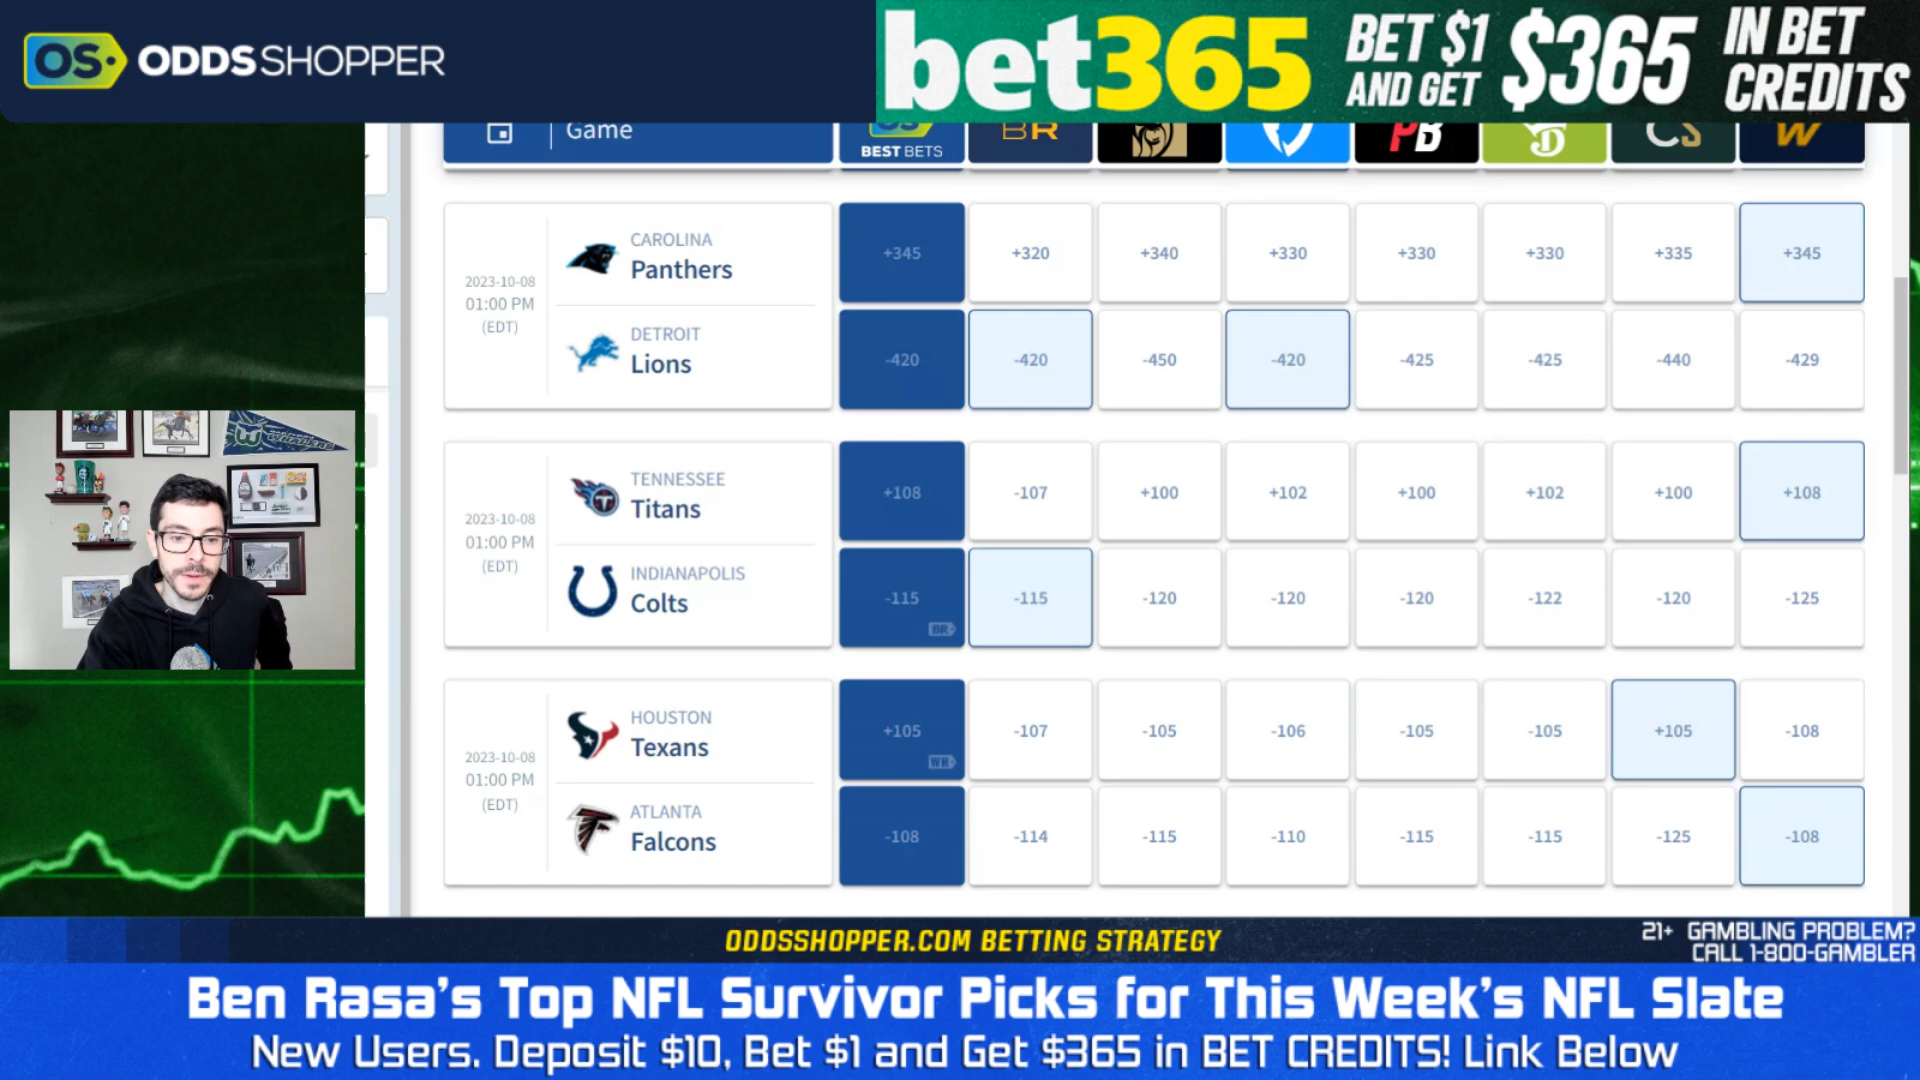 OS ODDSSHOPPER
bet365
BET $1
AND GET
$365
IN BET
CREDITS
Game
OS
BEST BETS
BR
PB
CS
W
2023-10-08
01:00 PM
(EDT)
CAROLINA
Panthers
+345 +320 +340 +330 +330 +330 +335 +345
DETROIT
Lions
-420 -420 -450 -420 -425 -425 -440 -429
2023-10-08
01:00 PM
(EDT)
TENNESSEE
Titans
+108 -107 +100 +102 +100 +102 +100 +108
INDIANAPOLIS
Colts
-115 BR -115 -120 -120 -120 -122 -120 -125
2023-10-08
01:00 PM
(EDT)
HOUSTON
Texans
+105 WH -107 -105 -106 -105 -105 +105 -108
ATLANTA
Falcons
-108 -114 -115 -110 -115 -115 -125 -108
WHALERS
ODDSSHOPPER.COM BETTING STRATEGY
21+ GAMBLING PROBLEM?
CALL 1-800-GAMBLER
Ben Rasa's Top NFL Survivor Picks for This Week's NFL Slate
New Users. Deposit $10, Bet $1 and Get $365 in BET CREDITS! Link Below